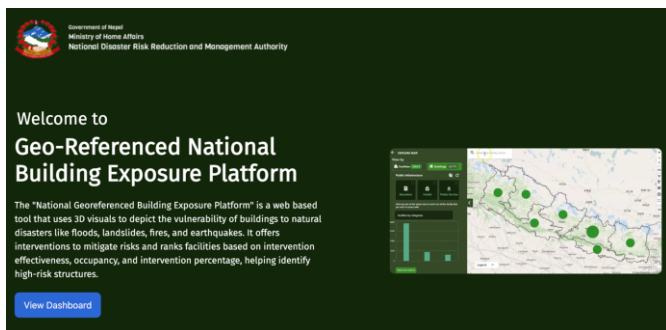 Government of Nepal
Ministry of Home Affairs
National Disaster Risk Reduction and Management Authority
Welcome to
Geo-Referenced National
Building Exposure Platform
The "National Georeferenced Building Exposure Platform" is a web based
tool that uses 3D visuals to depict the vulnerability of buildings to natural
disasters like floods, landslides, fires, and earthquakes. It offers
interventions to mitigate risks and ranks facilities based on intervention
effectiveness, occupancy, and intervention percentage, helping identify
high-risk structures.
View Dashboard